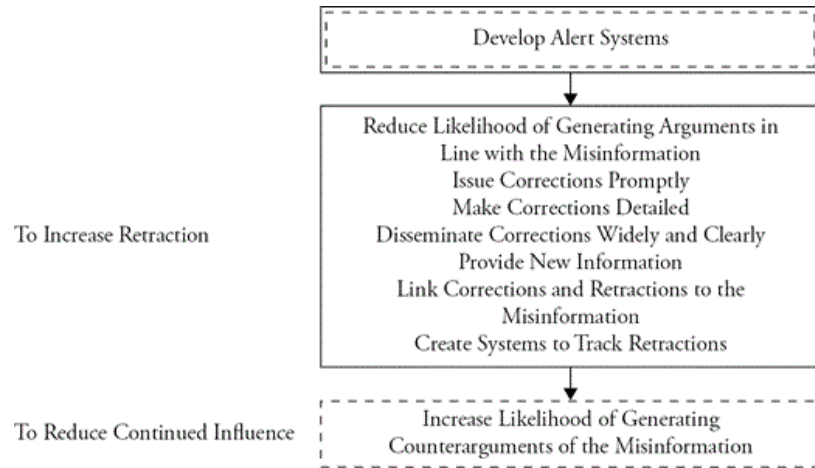 Develop Alert Systems
Reduce Likelihood of Generating Arguments in
Line with the Misinformation
Issue Corrections Promptly
Make Corrections Detailed
To Increase Retraction
Disseminate Corrections Widely and Clearly
Provide New Information
Link Corrections and Retractions to the
Misinformation
Create Systems to Track Retractions
To Reduce Continued Influence
Increase Likelihood of Generating
Counterarguments of the Misinformation